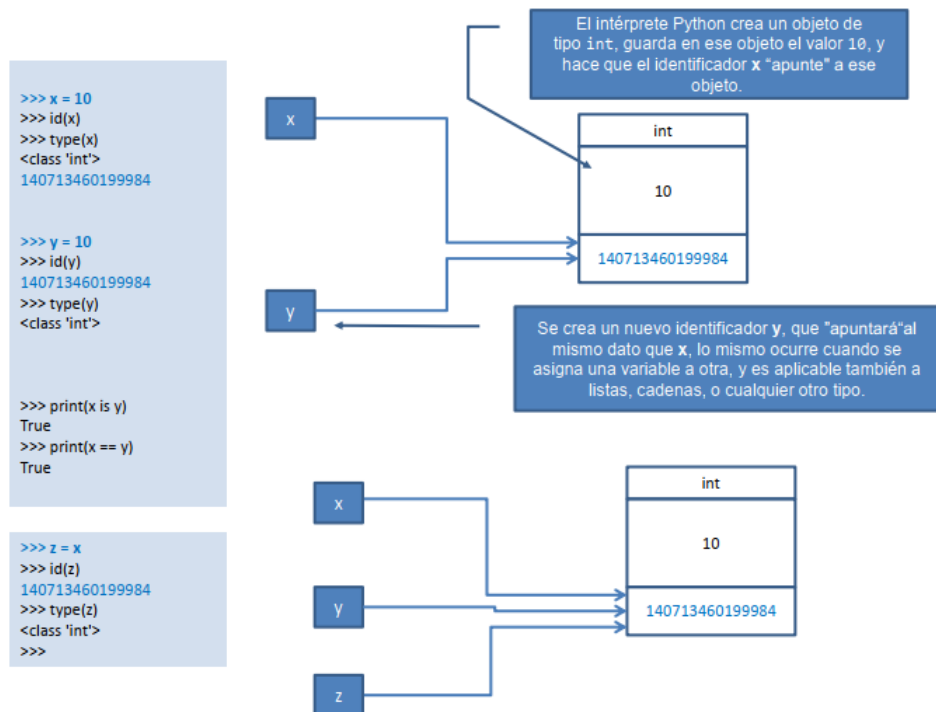 El intérprete Python crea un objeto de
tipo int, guarda en ese objeto el valor 10, y
hace que el identificador x “apunte” a ese
objeto.
>>> x = 10
>>> id(x)
>>> type(x)
<class 'int'>
140713460199984
>>> y = 10
>>> id(y)
140713460199984
>>> type(y)
<class 'int'>
>>> print(x is y)
True
>>> print(x == y)
True
x
int
10
140713460199984
y
Se crea un nuevo identificador y, que "apuntará“al
mismo dato que x, lo mismo ocurre cuando se
asigna una variable a otra, y es aplicable también a
listas, cadenas, o cualquier otro tipo.
>>> z = x
>>> id(z)
140713460199984
>>> type(z)
<class 'int'>
>>>
x
int
10
y
140713460199984
z